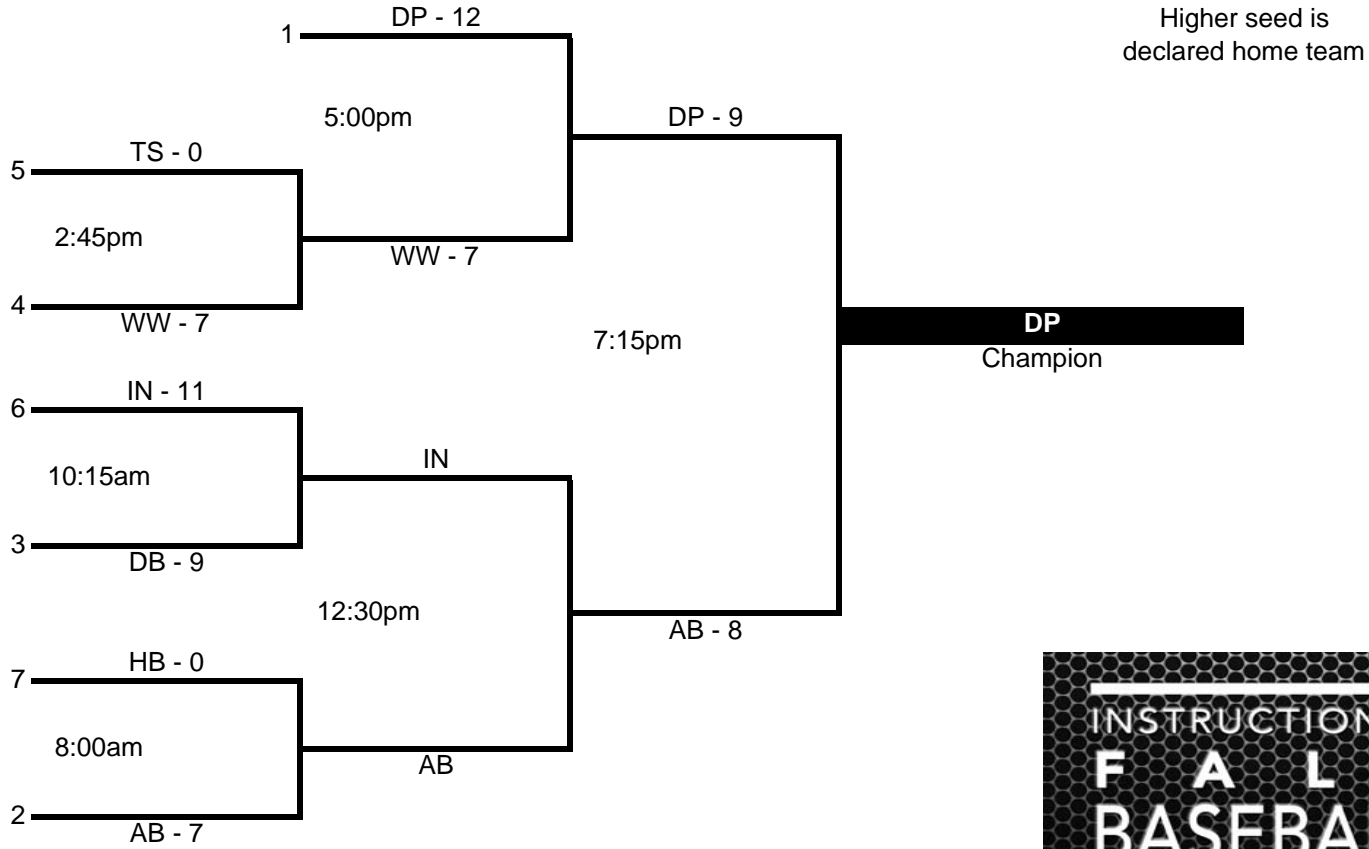 DP - 12
Higher seed is
declared home team
1
5:00pm
DP - 9
TS - 0
5
2:45pm
WW - 7
4
WW - 7
7:15pm
DP
Champion
IN - 11
6
IN
10:15am
3
DB - 9
12:30pm
AB - 8
HB - 0
7
8:00am
AB
2
AB - 7
INSTRUCTION
FAL
BASEBA